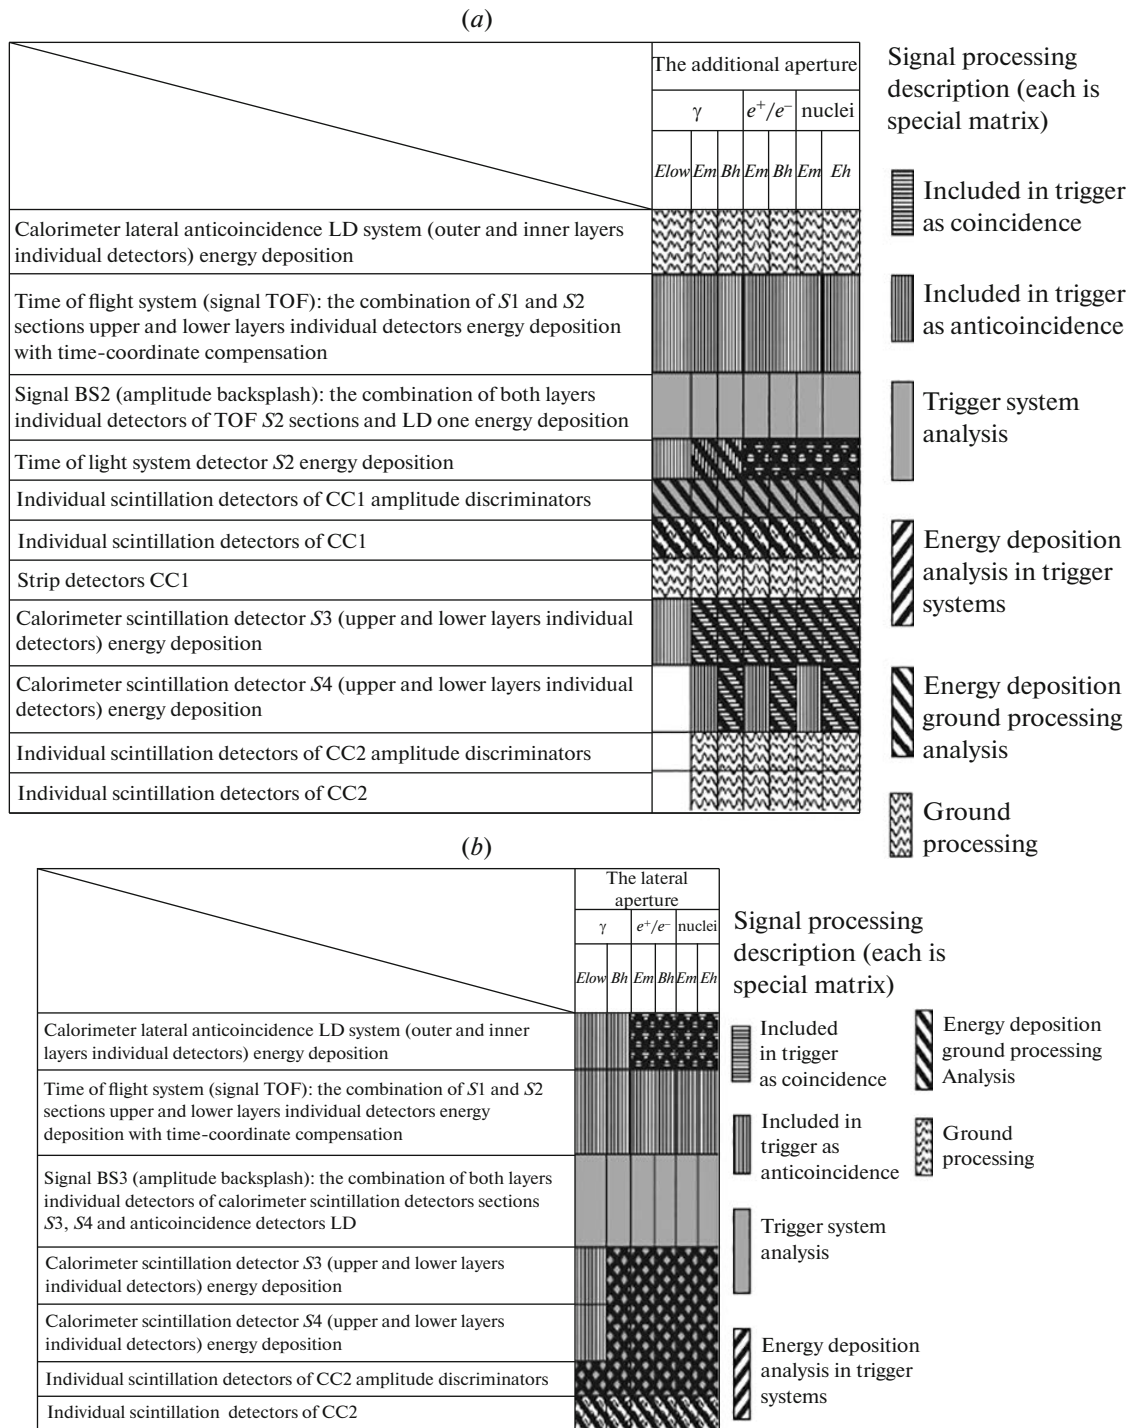 (a)
The additional aperture
γ
e+/e−
nuclei
Elow Em Bh Em Bh Em Eh
Calorimeter lateral anticoincidence LD system (outer and inner layers
individual detectors) energy deposition
Time of flight system (signal TOF): the combination of S1 and S2
sections upper and lower layers individual detectors energy deposition
with time-coordinate compensation
Signal BS2 (amplitude backsplash): the combination of both layers
individual detectors of TOF S2 sections and LD one energy deposition
Time of light system detector S2 energy deposition
Individual scintillation detectors of CC1 amplitude discriminators
Individual scintillation detectors of CC1
Strip detectors CC1
Calorimeter scintillation detector S3 (upper and lower layers individual
detectors) energy deposition
Calorimeter scintillation detector S4 (upper and lower layers individual
detectors) energy deposition
Individual scintillation detectors of CC2 amplitude discriminators
Individual scintillation detectors of CC2
Signal processing
description (each is
special matrix)
Included in trigger
as coincidence
Included in trigger
as anticoincidence
Trigger system
analysis
Energy deposition
analysis in trigger
systems
Energy deposition
ground processing
analysis
Ground
processing
(b)
The lateral
aperture
γ
e+/e−
nuclei
Elow Bh Em Bh Em Eh
Calorimeter lateral anticoincidence LD system (outer and inner
layers individual detectors) energy deposition
Time of flight system (signal TOF): the combination of S1 and S2
sections upper and lower layers individual detectors energy
deposition with time-coordinate compensation
Signal BS3 (amplitude backsplash): the combination of both layers
individual detectors of calorimeter scintillation detectors sections
S3, S4 and anticoincidence detectors LD
Calorimeter scintillation detector S3 (upper and lower layers
individual detectors) energy deposition
Calorimeter scintillation detector S4 (upper and lower layers
individual detectors) energy deposition
Individual scintillation detectors of CC2 amplitude discriminators
Individual scintillation detectors of CC2
Signal processing
description (each is
special matrix)
Included
in trigger
as coincidence
Included in
trigger as
anticoincidence
Trigger system
analysis
Energy deposition
analysis in trigger
systems
Energy deposition
ground processing
Analysis
Ground
processing